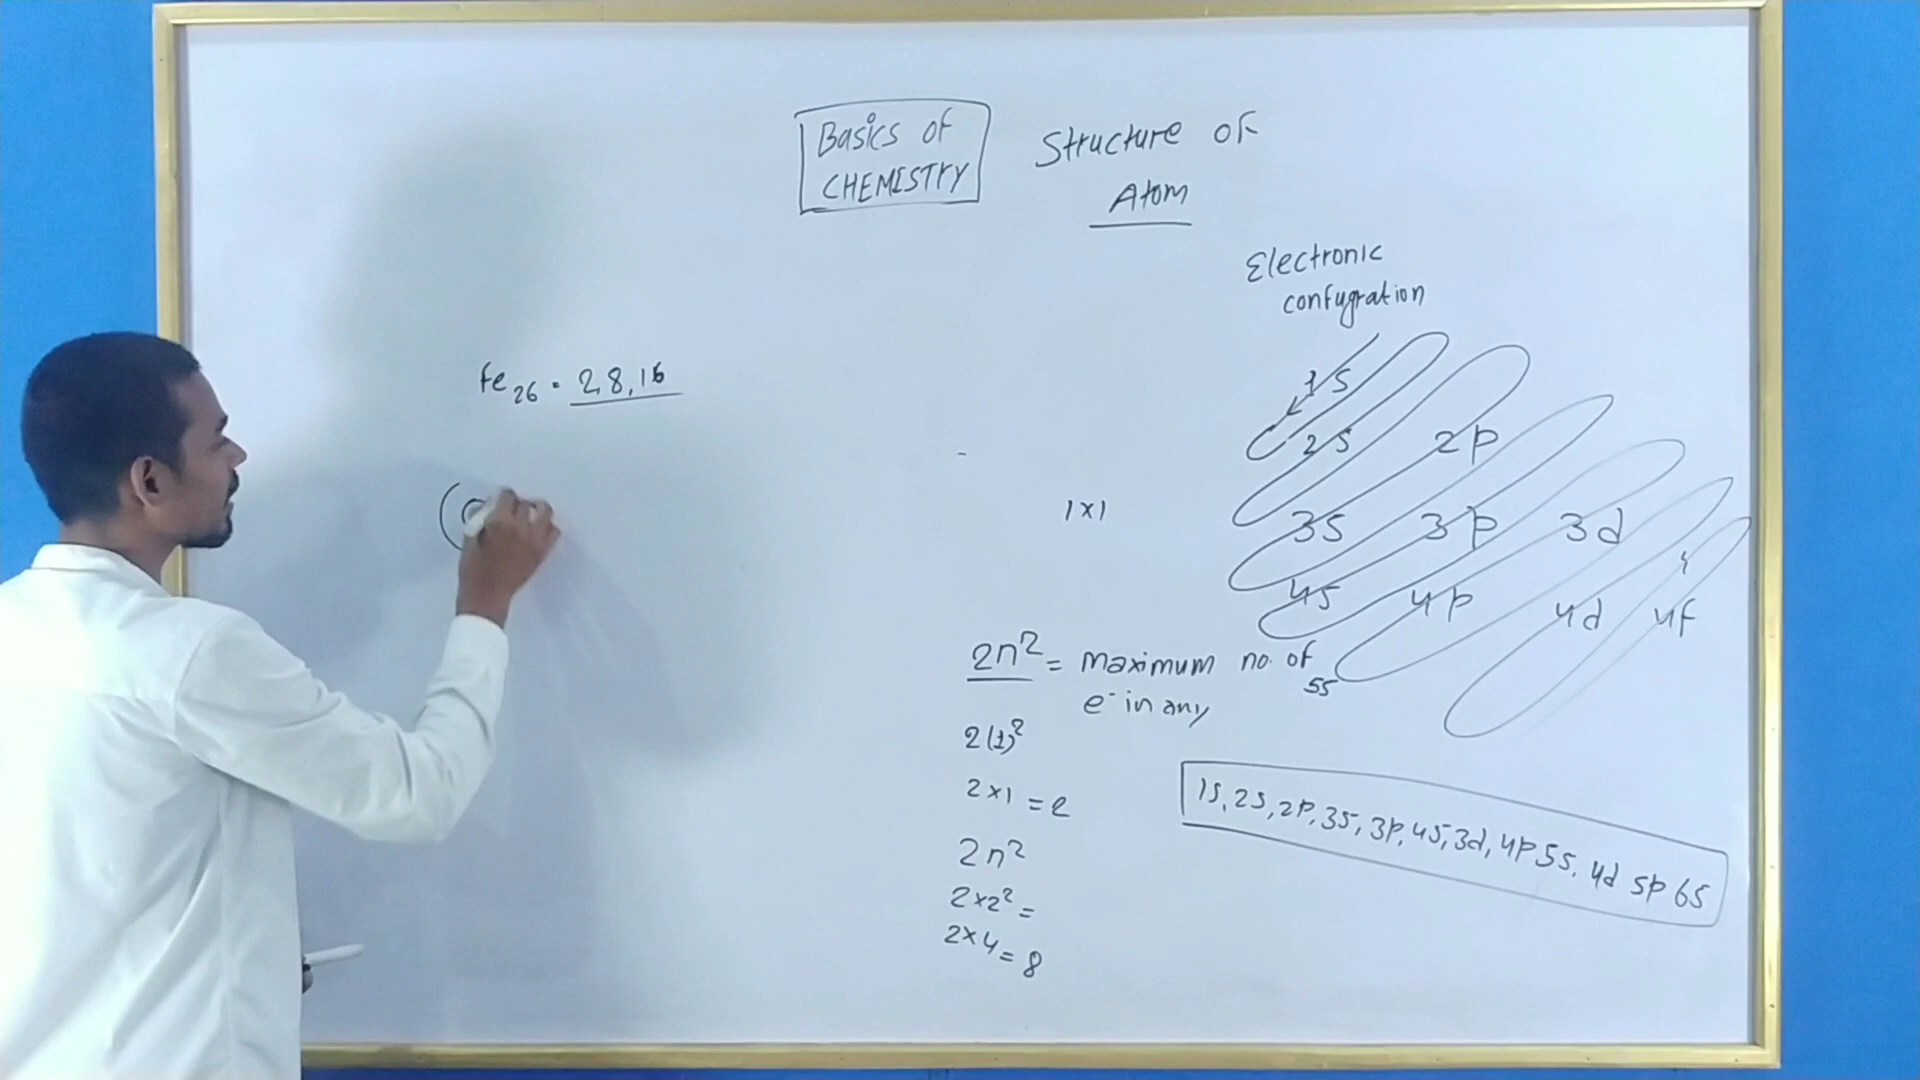 Basics of
CHEMISTRY
Structure of
Atom
Electronic
confugration
Fe26 = 2,8,16
1s
2s 2p
3s 3p 3d
4s 4p 4d 4f
5s
1×1
2n² = maximum no. of
e⁻ in any
2(1)²
2×1 = 2
2n²
2×2² =
2×4 = 8
1s, 2s, 2p, 3s, 3p, 4s, 3d, 4p 5s, 4d 5p 6s